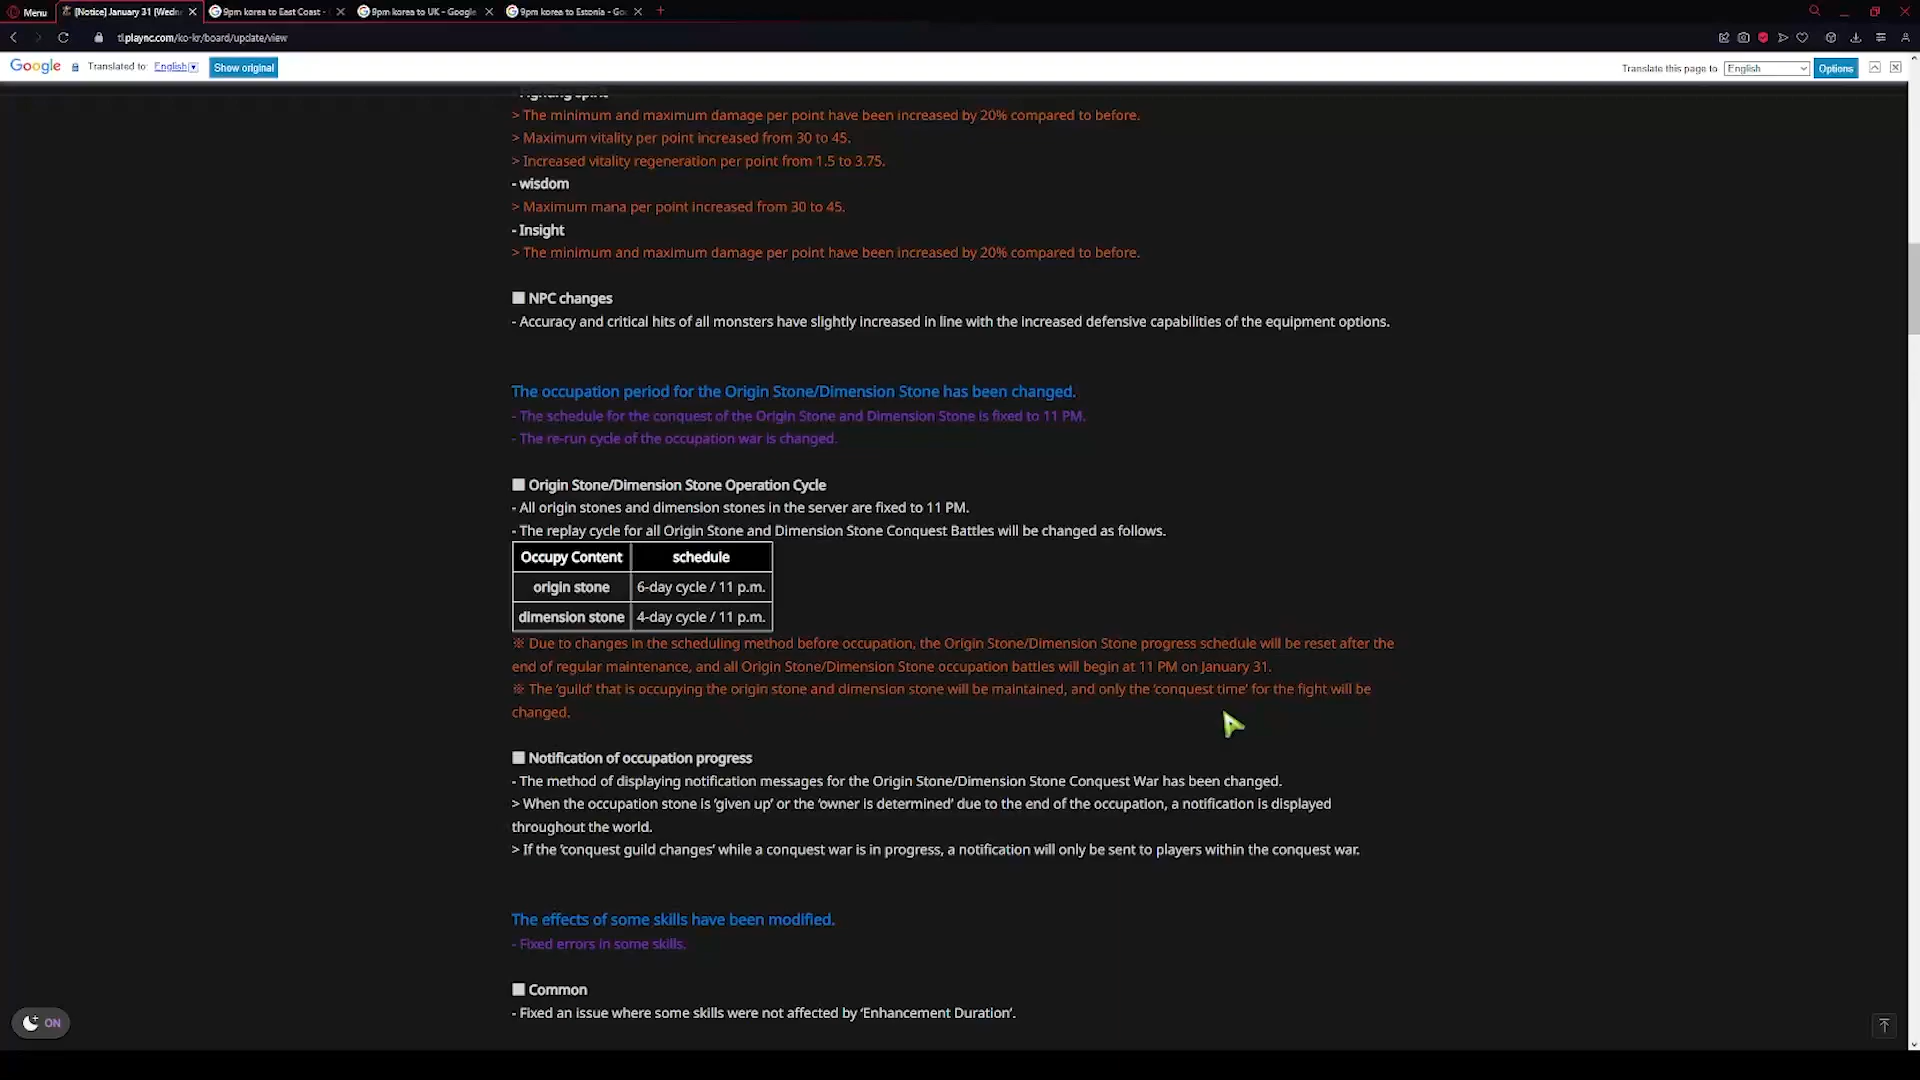 Menu
[Notice] January 31 (Wedn
9pm korea to East Coast -
9pm korea to UK - Google
9pm korea to Estonia - Go
tl.plaync.com/ko-kr/board/update/view
Google
Translated to: English
Show original
Translate this page to
English
Options
- Fighting Spirit
> The minimum and maximum damage per point have been increased by 20% compared to before.
> Maximum vitality per point increased from 30 to 45.
> Increased vitality regeneration per point from 1.5 to 3.75.
- wisdom
> Maximum mana per point increased from 30 to 45.
- Insight
> The minimum and maximum damage per point have been increased by 20% compared to before.
■ NPC changes
- Accuracy and critical hits of all monsters have slightly increased in line with the increased defensive capabilities of the equipment options.
The occupation period for the Origin Stone/Dimension Stone has been changed.
- The schedule for the conquest of the Origin Stone and Dimension Stone is fixed to 11 PM.
- The re-run cycle of the occupation war is changed.
■ Origin Stone/Dimension Stone Operation Cycle
- All origin stones and dimension stones in the server are fixed to 11 PM.
- The replay cycle for all Origin Stone and Dimension Stone Conquest Battles will be changed as follows.
Occupy Content schedule
origin stone 6-day cycle / 11 p.m.
dimension stone 4-day cycle / 11 p.m.
※ Due to changes in the scheduling method before occupation, the Origin Stone/Dimension Stone progress schedule will be reset after the
end of regular maintenance, and all Origin Stone/Dimension Stone occupation battles will begin at 11 PM on January 31.
※ The ‘guild’ that is occupying the origin stone and dimension stone will be maintained, and only the ‘conquest time’ for the fight will be
changed.
■ Notification of occupation progress
- The method of displaying notification messages for the Origin Stone/Dimension Stone Conquest War has been changed.
> When the occupation stone is ‘given up’ or the ‘owner is determined’ due to the end of the occupation, a notification is displayed
throughout the world.
> If the ‘conquest guild changes’ while a conquest war is in progress, a notification will only be sent to players within the conquest war.
The effects of some skills have been modified.
- Fixed errors in some skills.
■ Common
- Fixed an issue where some skills were not affected by ‘Enhancement Duration’.
ON